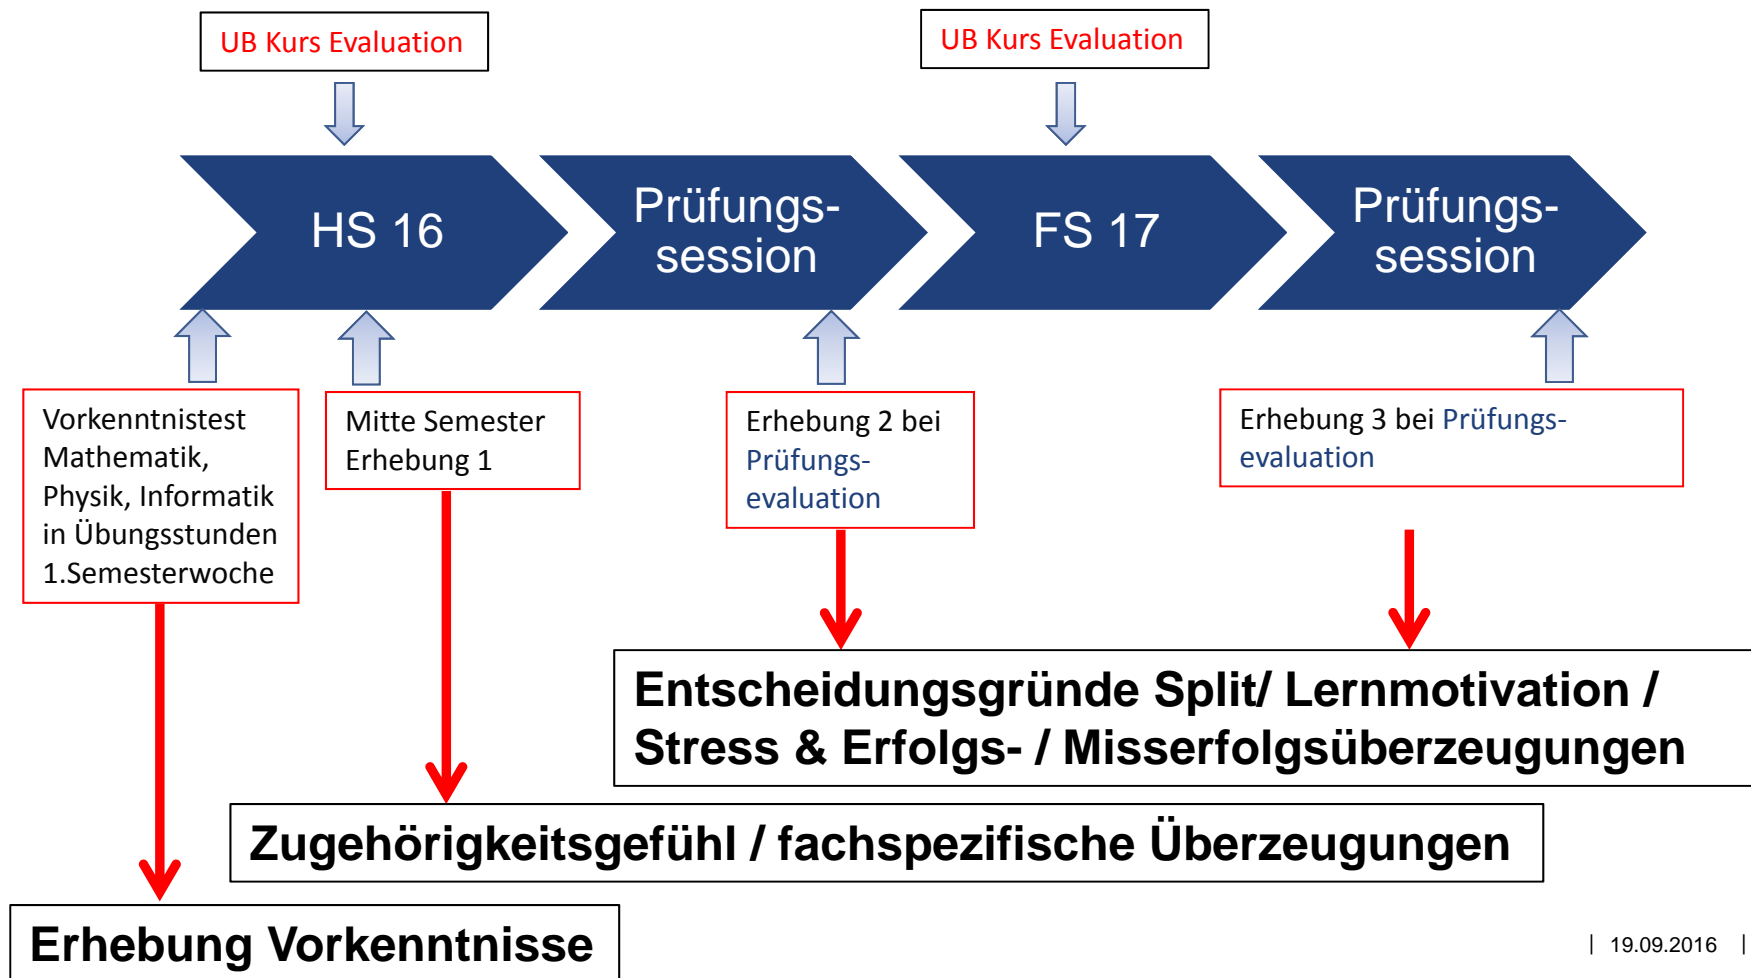 UB Kurs Evaluation
UB Kurs Evaluation
HS 16
Prüfungs-
session
FS 17
Prüfungs-
session
Vorkenntnistest
Mathematik,
Physik, Informatik
in Übungsstunden
1.Semesterwoche
Mitte Semester
Erhebung 1
Erhebung 2 bei
Prüfungs-
evaluation
Erhebung 3 bei Prüfungs-
evaluation
Entscheidungsgründe Split/ Lernmotivation /
Stress & Erfolgs- / Misserfolgsüberzeugungen
Zugehörigkeitsgefühl / fachspezifische Überzeugungen
Erhebung Vorkenntnisse
| 19.09.2016 |